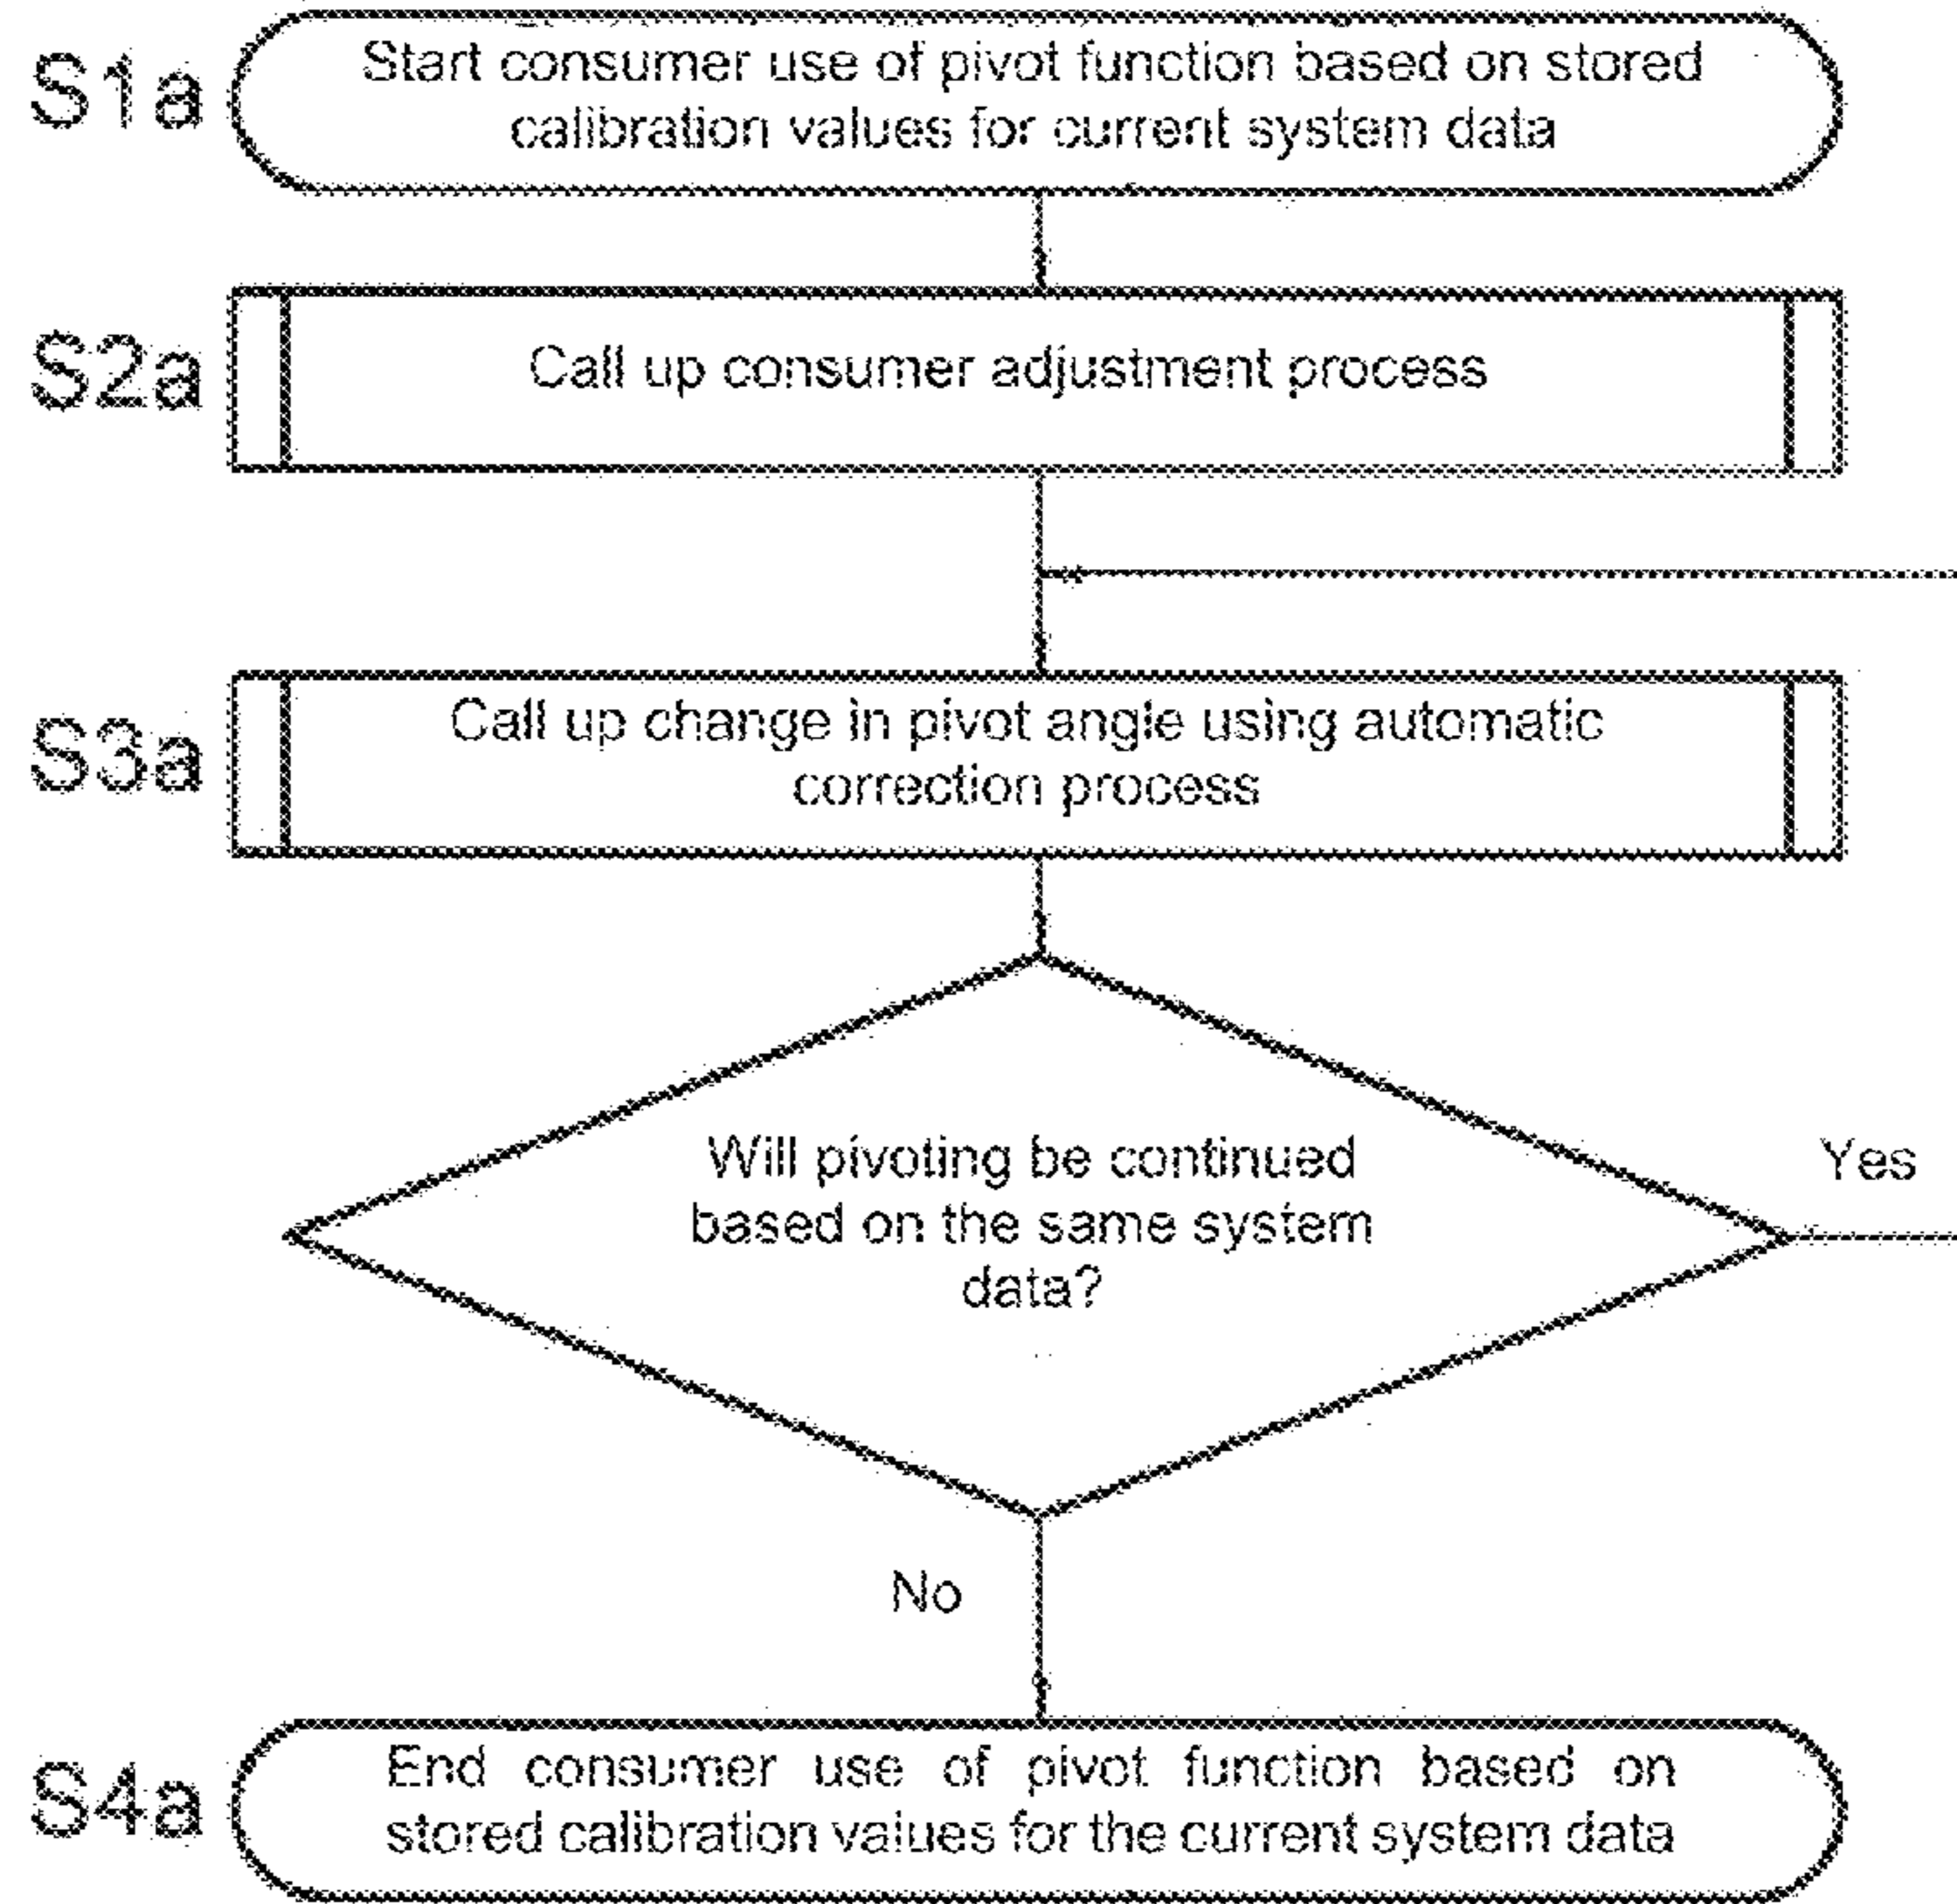 S1a
Start consumer use of pivot function based on stored
calibration values for current system data
S2a
Call up consumer adjustment process
S3a
Call up change in pivot angle using automatic
correction process
Will pivoting be continued
based on the same system
data?
Yes
No
S4a
End consumer use of pivot function based on
stored calibration values for the current system data